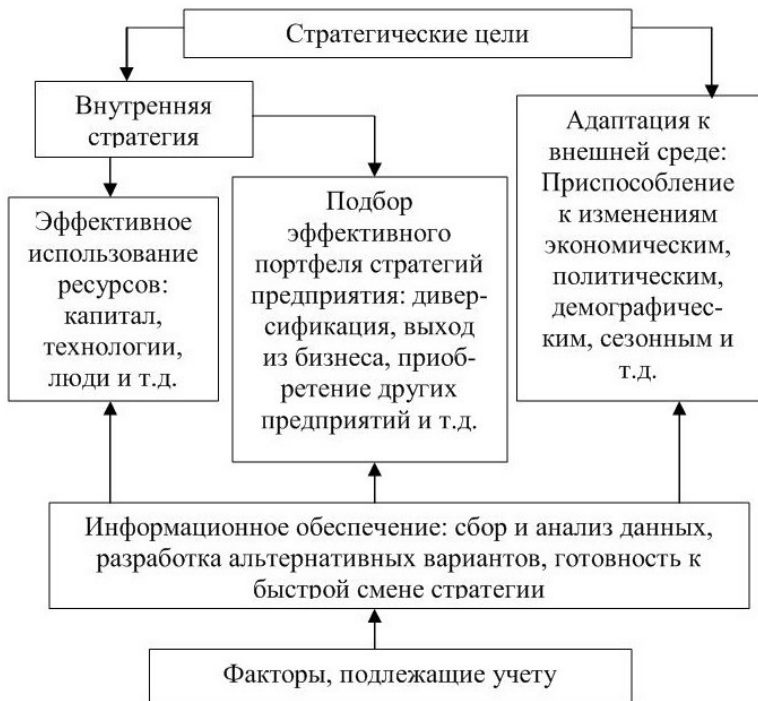 Стратегические цели
Внутренняя
стратегия
Адаптация к
внешней среде:
Приспособление
к изменениям
экономическим,
политическим,
демографичес-
ким, сезонным и
т.д.
Эффективное
использование
ресурсов:
капитал,
технологии,
люди и т.д.
Подбор
эффективного
портфеля стратегий
предприятия: дивер-
сификация, выход
из бизнеса, приоб-
ретение других
предприятий и т.д.
Информационное обеспечение: сбор и анализ данных,
разработка альтернативных вариантов, готовность к
быстрой смене стратегии
Факторы, подлежащие учету